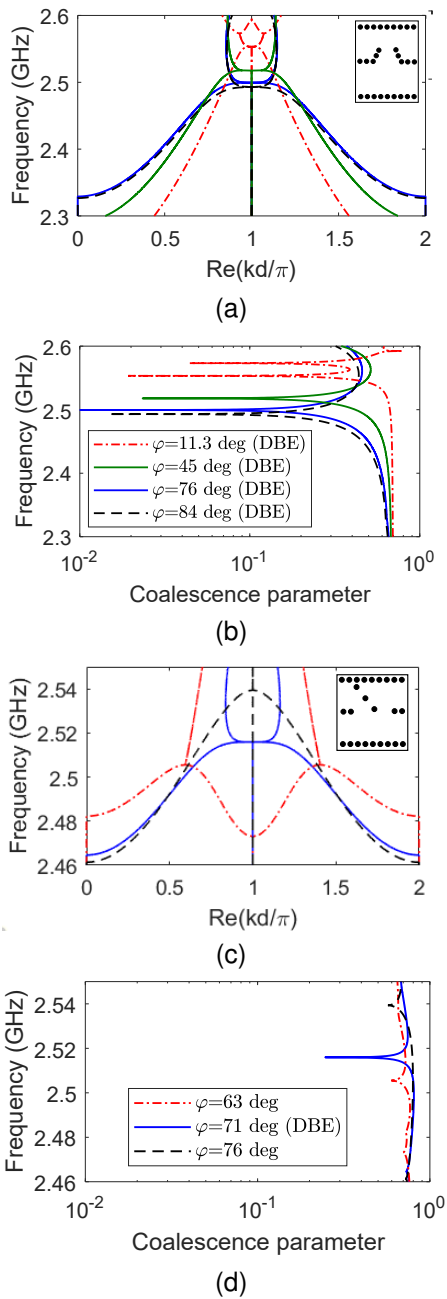 2.6
2.5
2.4
2.3
Frequency (GHz)
0 0.5 1 1.5 2
Re(kd/π)
(a)
2.6
2.5
2.4
2.3
Frequency (GHz)
φ=11.3 deg (DBE)
φ=45 deg (DBE)
φ=76 deg (DBE)
φ=84 deg (DBE)
10⁻² 10⁻¹ 10⁰
Coalescence parameter
(b)
2.54
2.52
2.5
2.48
2.46
Frequency (GHz)
0 0.5 1 1.5 2
Re(kd/π)
(c)
2.54
2.52
2.5
2.48
2.46
Frequency (GHz)
φ=63 deg
φ=71 deg (DBE)
φ=76 deg
10⁻² 10⁻¹ 10⁰
Coalescence parameter
(d)